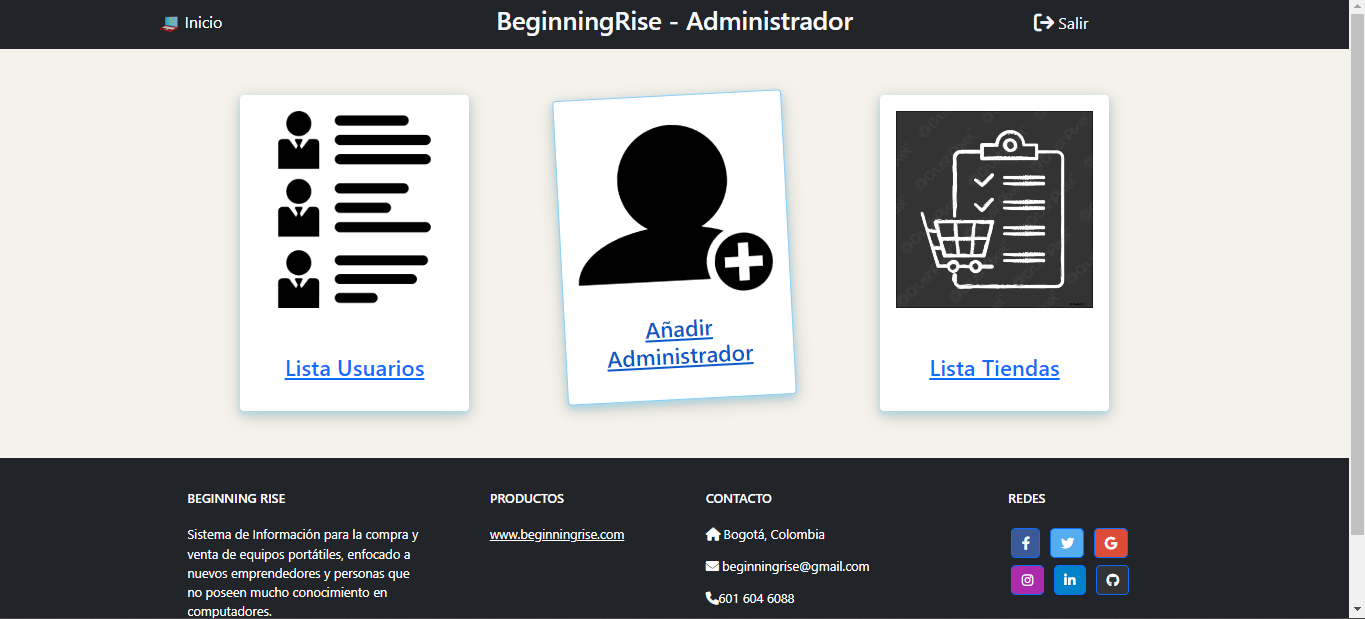 Inicio
BeginningRise - Administrador
Salir
Lista Usuarios
Añadir
Administrador
Lista Tiendas
BEGINNING RISE
Sistema de Información para la compra y
venta de equipos portátiles, enfocado a
nuevos emprendedores y personas que
no poseen mucho conocimiento en
computadores.
PRODUCTOS
www.beginningrise.com
CONTACTO
Bogotá, Colombia
beginningrise@gmail.com
601 604 6088
REDES